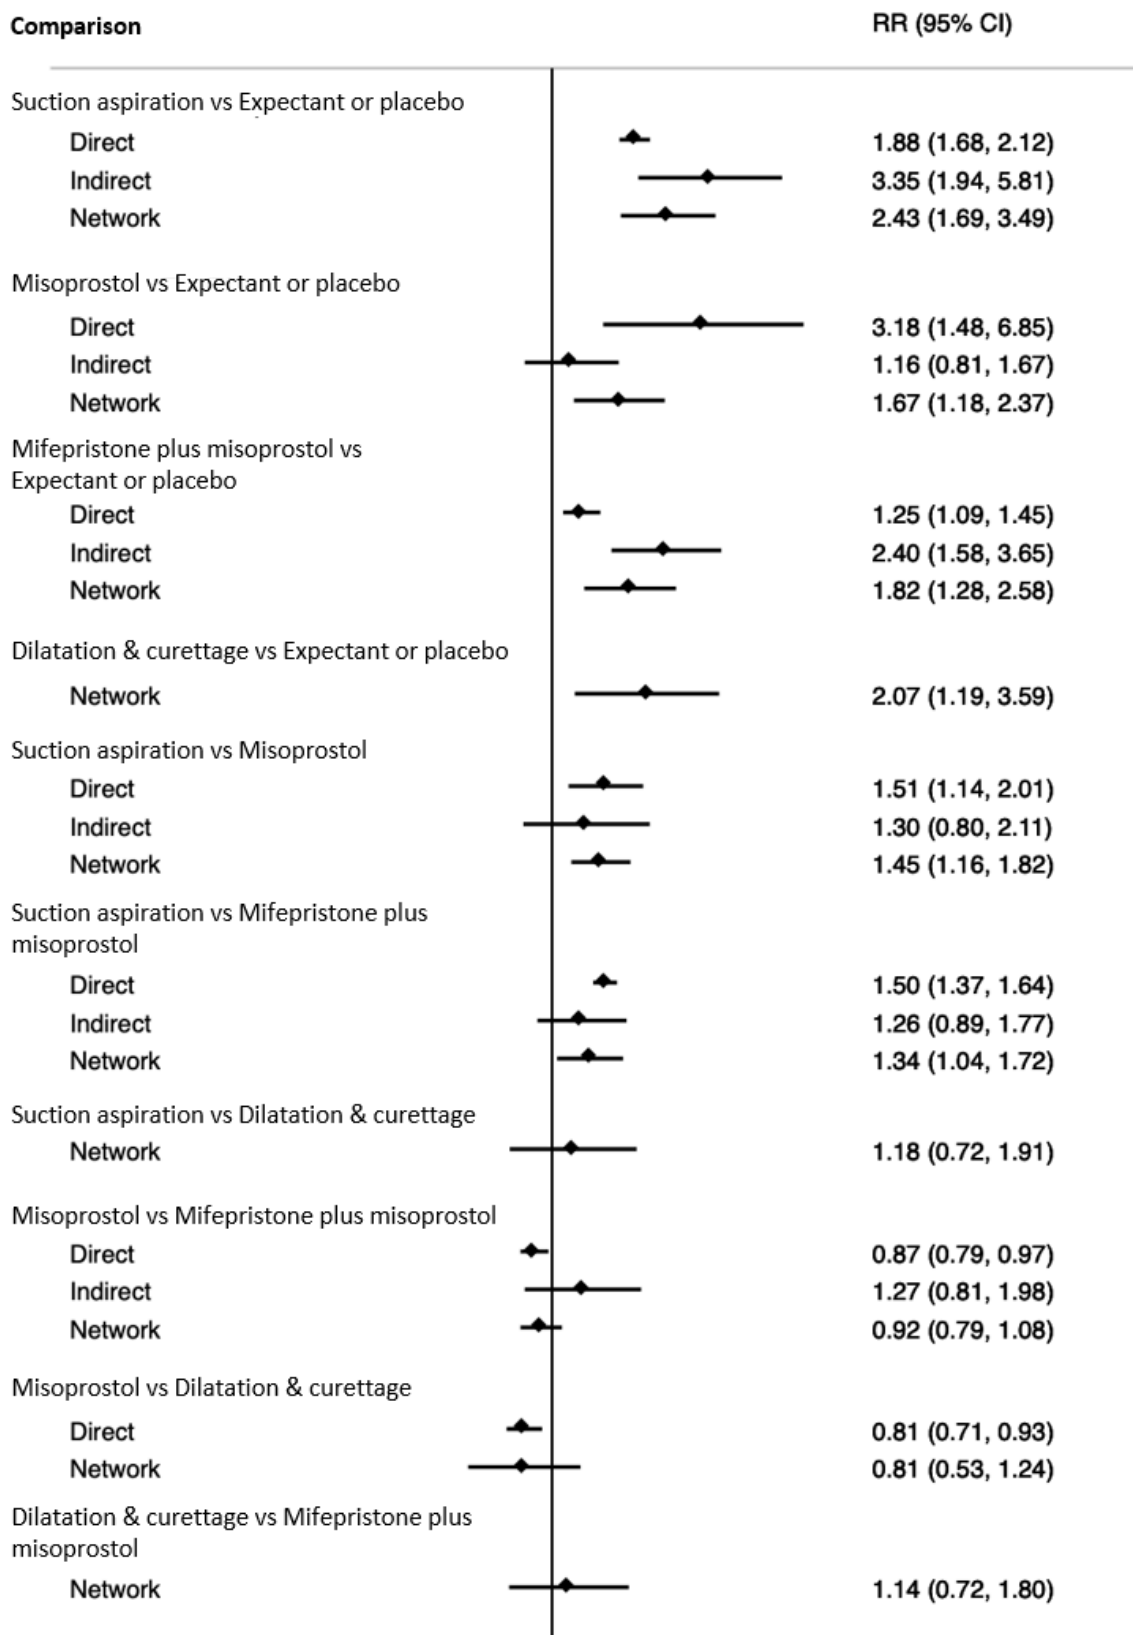 Comparison RR (95% CI)
Suction aspiration vs Expectant or placebo
Direct 1.88 (1.68, 2.12)
Indirect 3.35 (1.94, 5.81)
Network 2.43 (1.69, 3.49)
Misoprostol vs Expectant or placebo
Direct 3.18 (1.48, 6.85)
Indirect 1.16 (0.81, 1.67)
Network 1.67 (1.18, 2.37)
Mifepristone plus misoprostol vs
Expectant or placebo
Direct 1.25 (1.09, 1.45)
Indirect 2.40 (1.58, 3.65)
Network 1.82 (1.28, 2.58)
Dilatation & curettage vs Expectant or placebo
Network 2.07 (1.19, 3.59)
Suction aspiration vs Misoprostol
Direct 1.51 (1.14, 2.01)
Indirect 1.30 (0.80, 2.11)
Network 1.45 (1.16, 1.82)
Suction aspiration vs Mifepristone plus
misoprostol
Direct 1.50 (1.37, 1.64)
Indirect 1.26 (0.89, 1.77)
Network 1.34 (1.04, 1.72)
Suction aspiration vs Dilatation & curettage
Network 1.18 (0.72, 1.91)
Misoprostol vs Mifepristone plus misoprostol
Direct 0.87 (0.79, 0.97)
Indirect 1.27 (0.81, 1.98)
Network 0.92 (0.79, 1.08)
Misoprostol vs Dilatation & curettage
Direct 0.81 (0.71, 0.93)
Network 0.81 (0.53, 1.24)
Dilatation & curettage vs Mifepristone plus
misoprostol
Network 1.14 (0.72, 1.80)